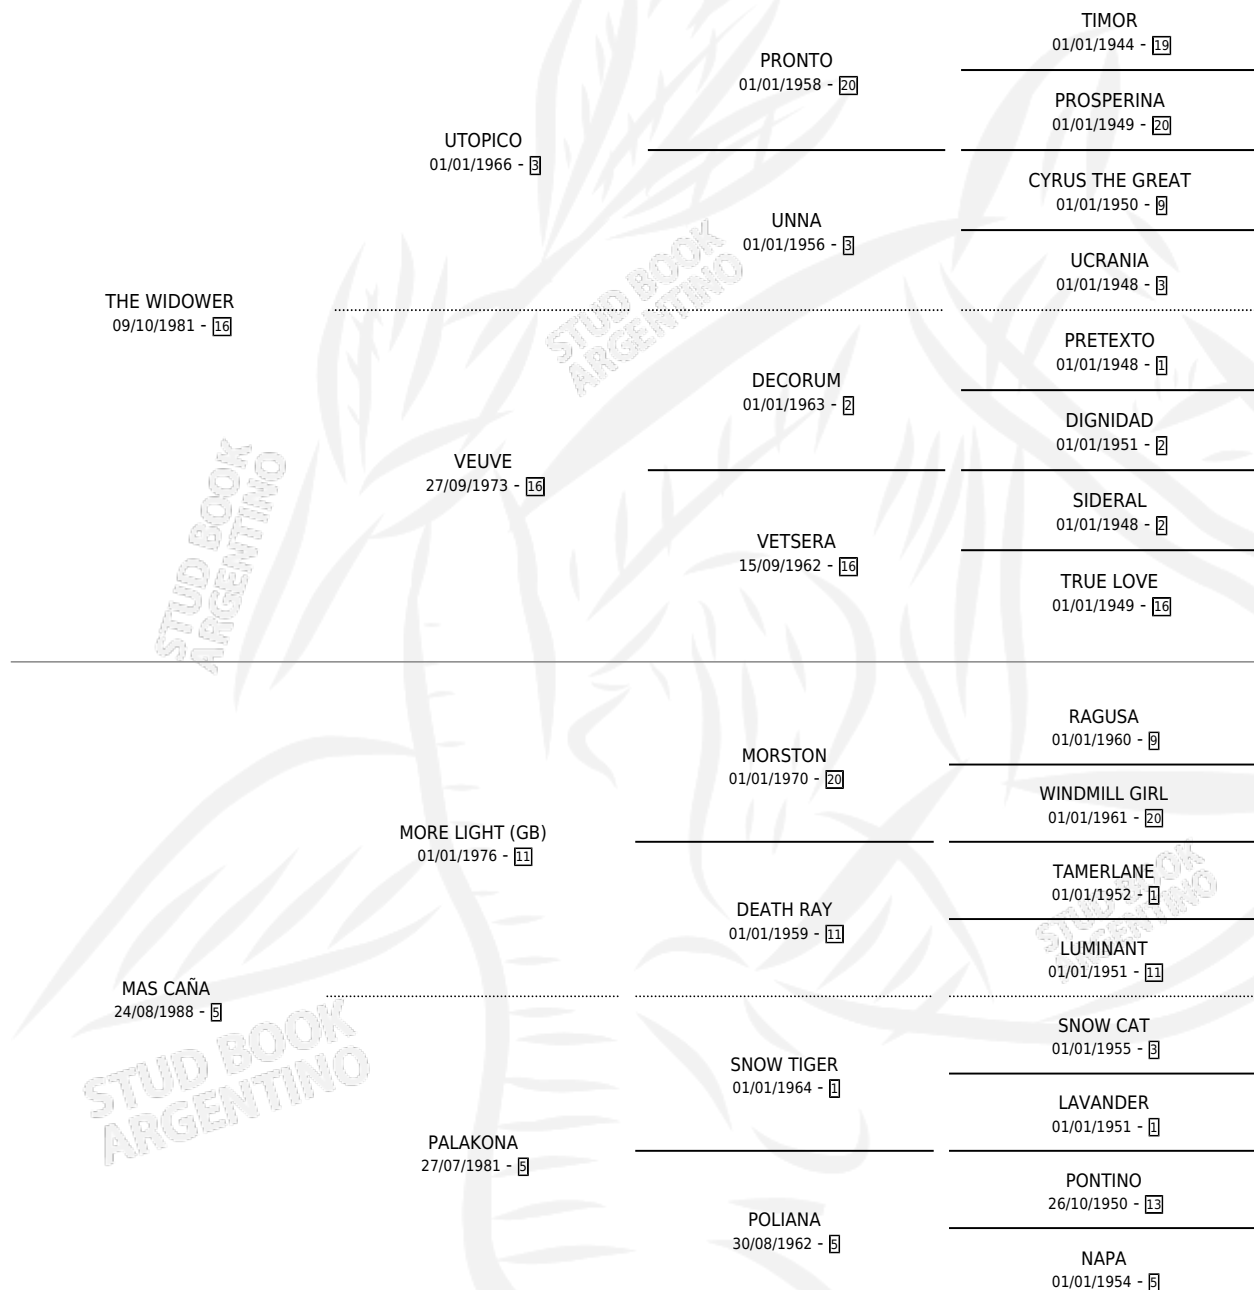 TIMOR
01/01/1944 - 19
PRONTO
01/01/1958 - 20
PROSPERINA
01/01/1949 - 20
UTOPICO
01/01/1966 - 3
CYRUS THE GREAT
01/01/1950 - 9
UNNA
01/01/1956 - 3
UCRANIA
01/01/1948 - 3
THE WIDOWER
09/10/1981 - 16
STUD BOOK
ARGENTINO
PRETEXTO
01/01/1948 - 1
DECORUM
01/01/1963 - 2
DIGNIDAD
01/01/1951 - 2
VEUVE
27/09/1973 - 16
SIDERAL
01/01/1948 - 2
VETSERA
15/09/1962 - 16
TRUE LOVE
01/01/1949 - 16
STUD BOOK
ARGENTINO
RAGUSA
01/01/1960 - 9
MORSTON
01/01/1970 - 20
WINDMILL GIRL
01/01/1961 - 20
MORE LIGHT (GB)
01/01/1976 - 11
TAMERLANE
01/01/1952 - 1
DEATH RAY
01/01/1959 - 11
LUMINANT
01/01/1951 - 11
STUD BOOK
ARGENTINO
MAS CAÑA
24/08/1988 - 5
SNOW CAT
01/01/1955 - 3
SNOW TIGER
01/01/1964 - 1
LAVANDER
01/01/1951 - 1
STUD BOOK
ARGENTINO
PALAKONA
27/07/1981 - 5
PONTINO
26/10/1950 - 13
POLIANA
30/08/1962 - 5
NAPA
01/01/1954 - 5